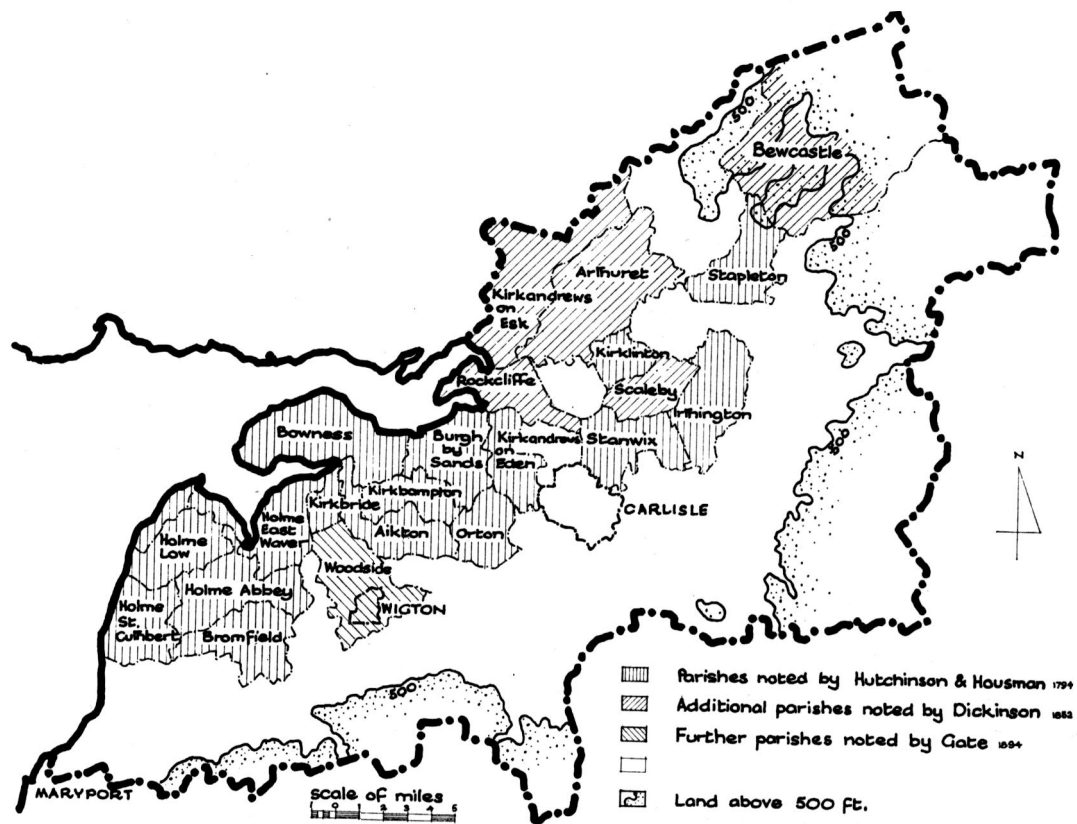 500
Bewcastle
500
Stapleton
Arthuret
Kirkandrews
on
Esk
Kirklinton
Rockcliffe
Scaleby
Irthington
500
Bowness
Burgh
by
Sands
Kirkandrews
on
Eden
Stanwix
N
Kirkbampton
Kirkbride
CARLISLE
Holme
East
Waver
Holme
Low
Aikton
Orton
Woodside
Holme Abbey
WIGTON
Holme
St.
Cuthbert
Bromfield
500
Parishes noted by Hutchinson & Housman 1794
Additional parishes noted by Dickinson 1852
Further parishes noted by Gate 1894
Land above 500 ft.
MARYPORT
scale of miles
1 0 1 2 3 4 5